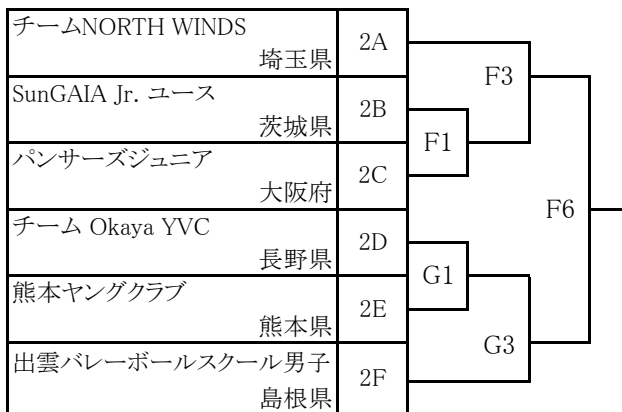 チームNORTH WINDS
埼玉県
2A
SunGAIA Jr. ユース
茨城県
2B
パンサーズジュニア
大阪府
2C
チーム Okaya YVC
長野県
2D
熊本ヤングクラブ
熊本県
2E
出雲バレーボールスクール男子
島根県
2F
F3
F1
F6
G1
G3